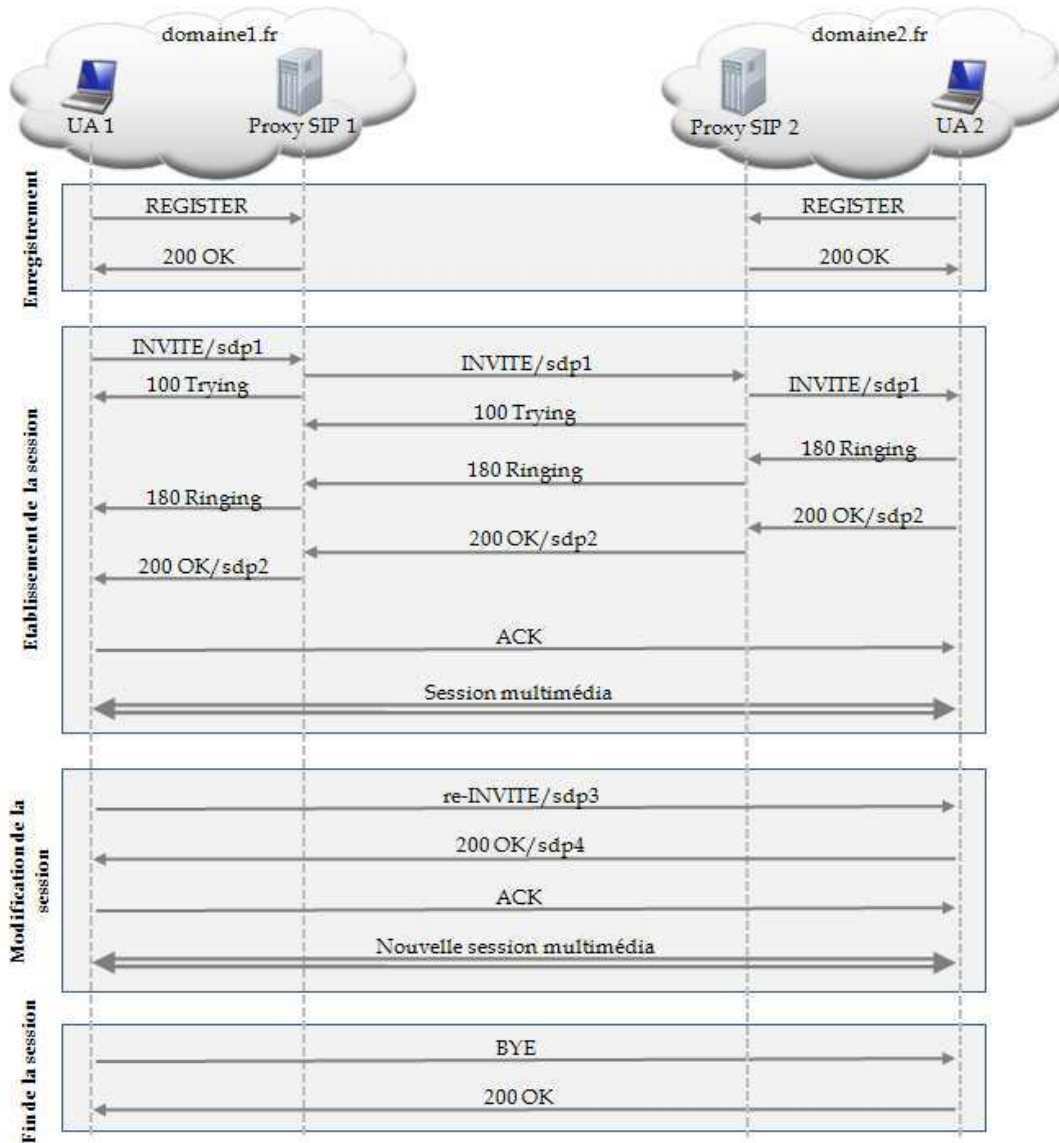 domaine1.fr
domaine2.fr
UA 1
Proxy SIP 1
Proxy SIP 2
UA 2
Enregistrement
REGISTER
REGISTER
200 OK
200 OK
Etablissement de la session
INVITE/sdp1
INVITE/sdp1
INVITE/sdp1
100 Trying
100 Trying
180 Ringing
180 Ringing
180 Ringing
200 OK/sdp2
200 OK/sdp2
200 OK/sdp2
ACK
Session multimédia
Modification de la
session
re-INVITE/sdp3
200 OK/sdp4
ACK
Nouvelle session multimédia
Fin de la session
BYE
200 OK